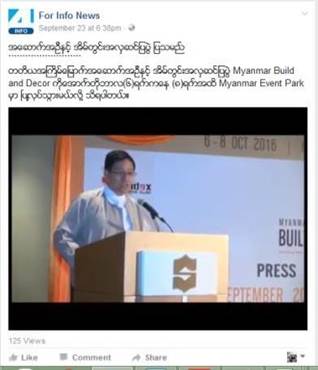 For Info News
September 23 at 6:38pm
INFO
အဆောက်အဦနှင့် အိမ်တွင်းအလှဆင်ပြပွဲ ပြသမည်
တတိယအကြိမ်မြောက်အဆောက်အဦနှင့် အိမ်တွင်းအလှဆင်ပြပွဲ Myanmar Build
and Decor ကိုအောက်တိုဘာလ(၆)ရက်ကနေ (၈)ရက်အထိ Myanmar Event Park
မှာ ပြုလုပ်သွားမယ်လို့ သိရပါတယ်။
6-8 OCT 2016
dex
MYANMAR
BUIL
PRESS
EPTEMBER, 20
125 Views
Like Comment Share